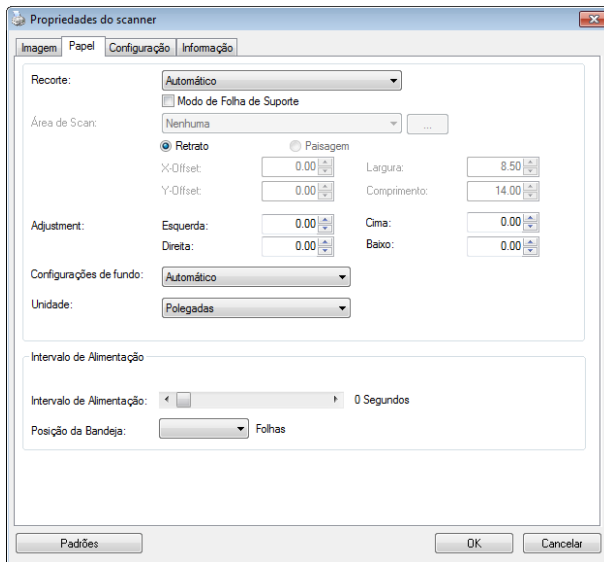 Propriedades do scanner
Imagem Papel Configuração Informação
Recorte: Automático
Modo de Folha de Suporte
Área de Scan: Nenhuma ...
Retrato Paisagem
X-Offset: 0.00 Largura: 8.50
Y-Offset: 0.00 Comprimento: 14.00
Adjustment: Esquerda: 0.00 Cima: 0.00
Direita: 0.00 Baixo: 0.00
Configurações de fundo: Automático
Unidade: Polegadas
Intervalo de Alimentação
Intervalo de Alimentação: 0 Segundos
Posição da Bandeja: Folhas
Padrões OK Cancelar